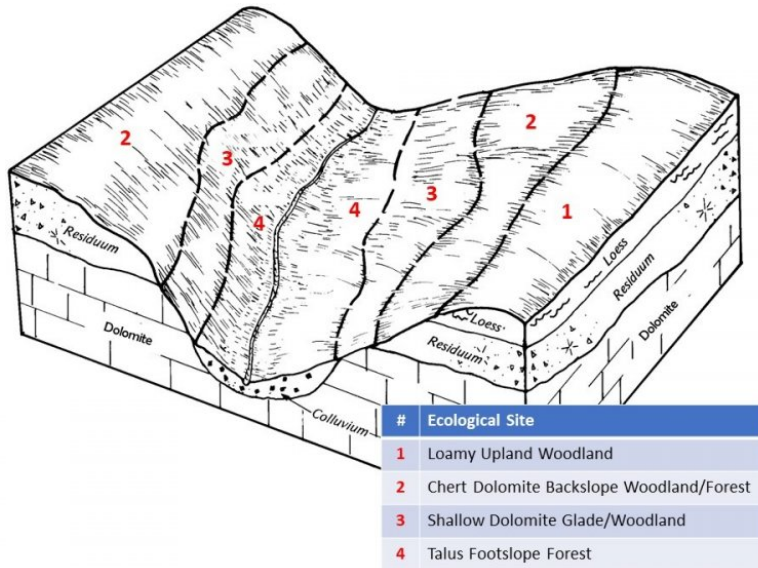 2
2
3
3
4
4
1
Residuum
Dolomite
Loess
Residuum
Dolomite
Loess
Residuum
Colluvium
# Ecological Site
1 Loamy Upland Woodland
2 Chert Dolomite Backslope Woodland/Forest
3 Shallow Dolomite Glade/Woodland
4 Talus Footslope Forest